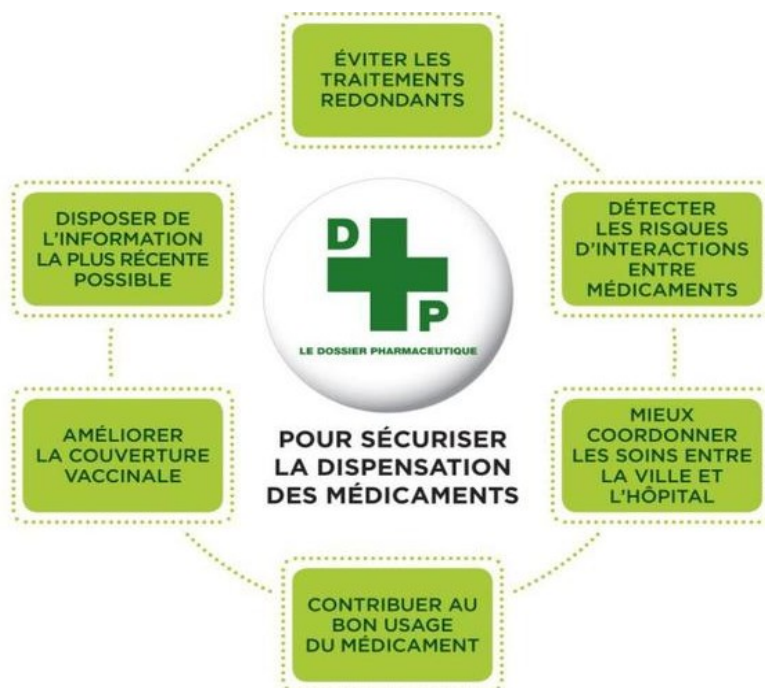 ÉVITER LES
TRAITEMENTS
REDONDANTS
DISPOSER DE
L'INFORMATION
LA PLUS RÉCENTE
POSSIBLE
DÉTECTER
LES RISQUES
D'INTERACTIONS
ENTRE
MÉDICAMENTS
D
P
LE DOSSIER PHARMACEUTIQUE
AMÉLIORER
LA COUVERTURE
VACCINALE
POUR SÉCURISER
LA DISPENSATION
DES MÉDICAMENTS
MIEUX
COORDONNER
LES SOINS ENTRE
LA VILLE ET
L'HÔPITAL
CONTRIBUER AU
BON USAGE
DU MÉDICAMENT